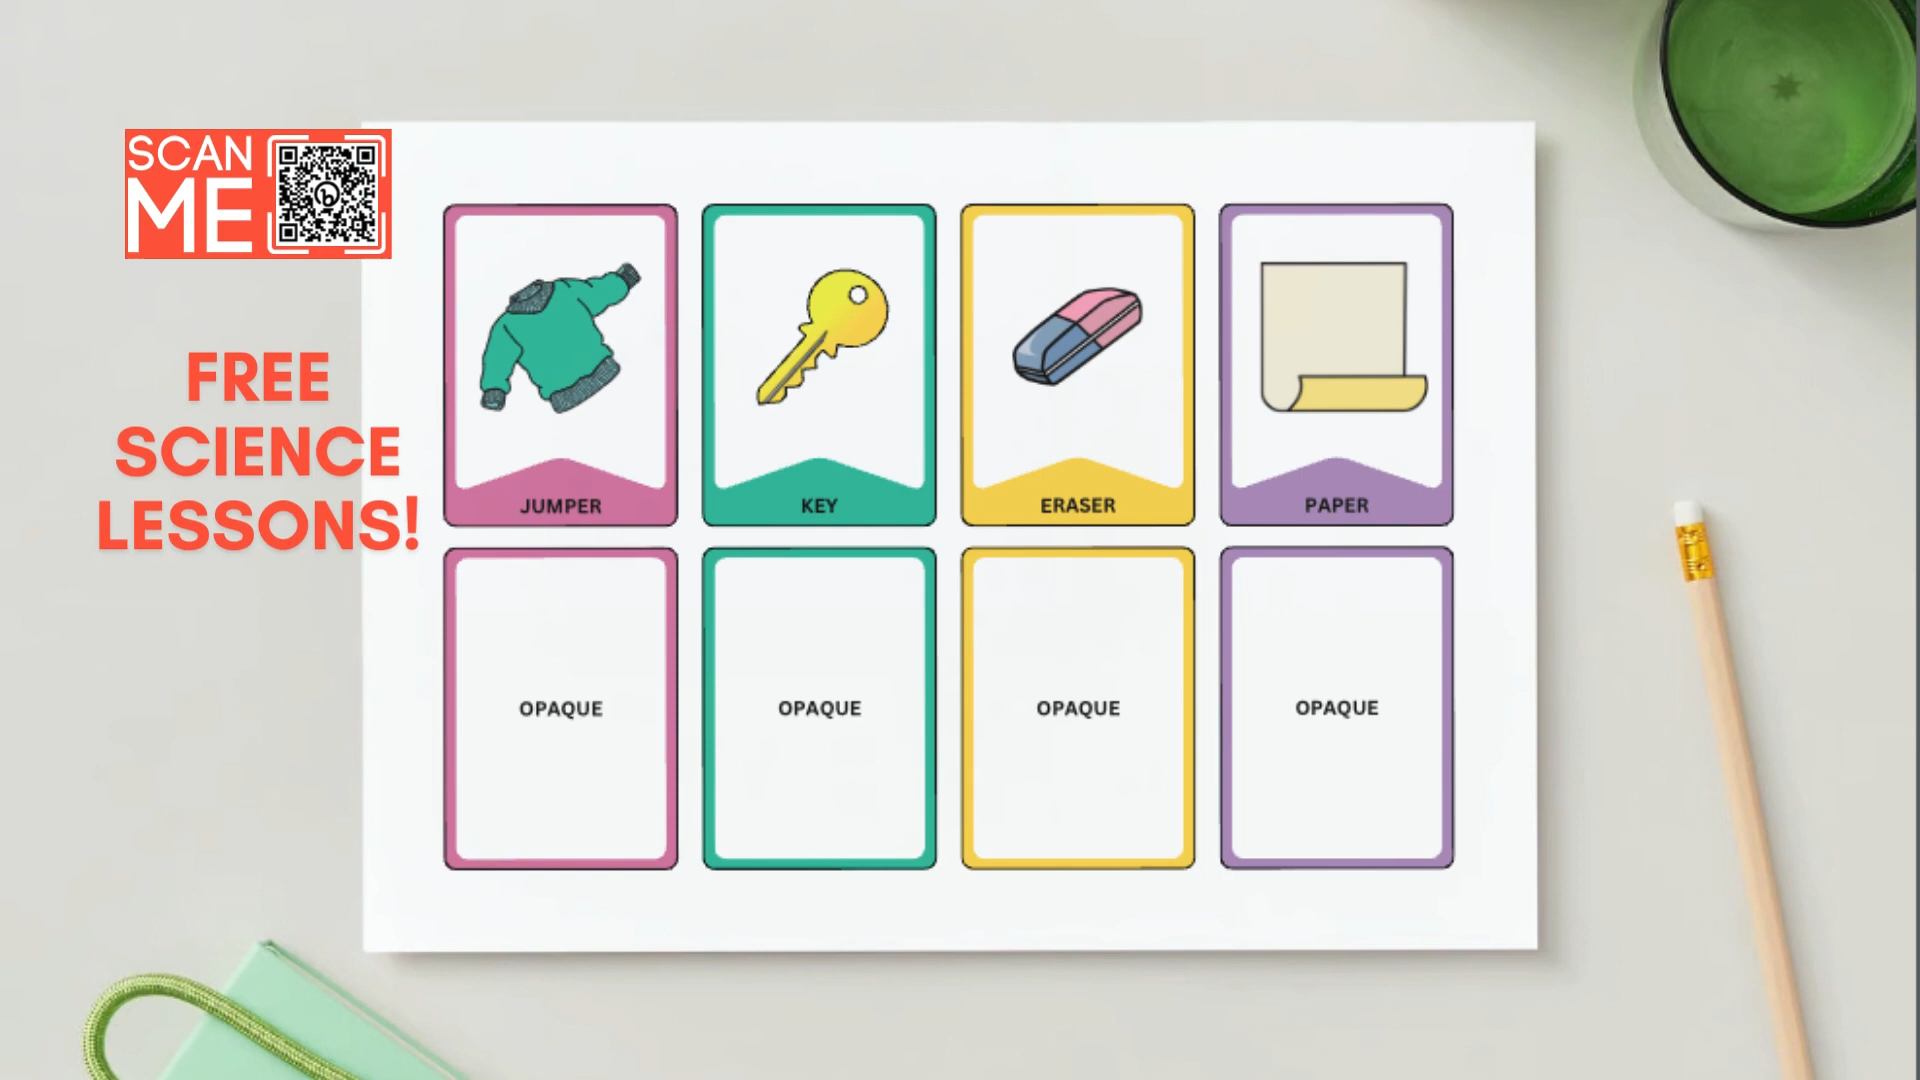 SCAN
ME
FREE
SCIENCE
LESSONS!
JUMPER
KEY
ERASER
PAPER
OPAQUE
OPAQUE
OPAQUE
OPAQUE